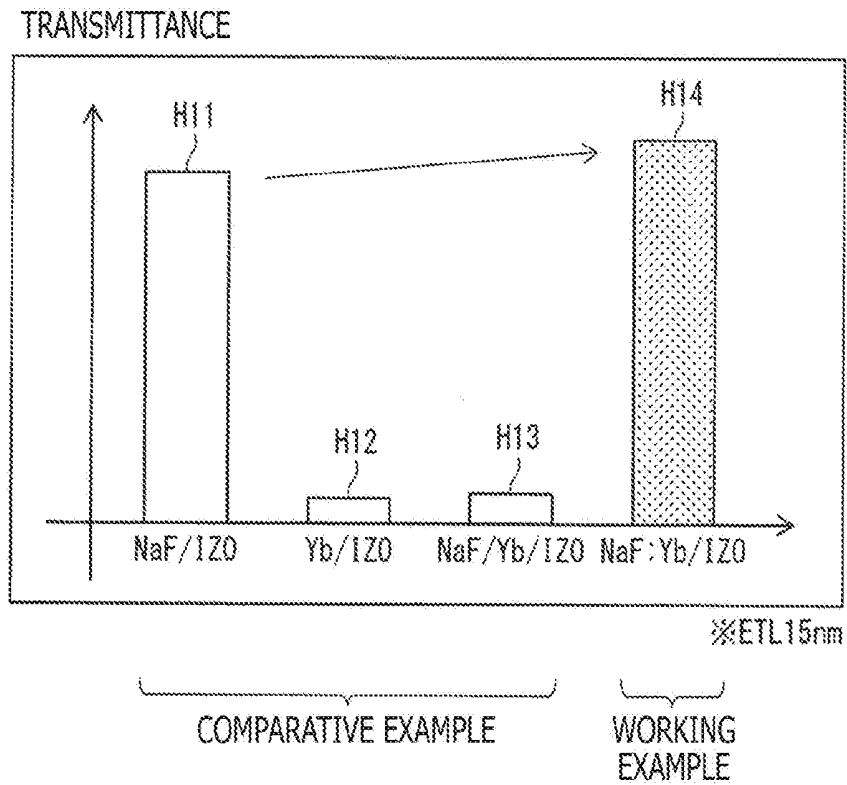 TRANSMITTANCE
H11
H14
H12
H13
NaF/IZO
Yb/IZO
NaF/Yb/IZO
NaF:Yb/IZO
※ETL15nm
COMPARATIVE EXAMPLE
WORKING
EXAMPLE